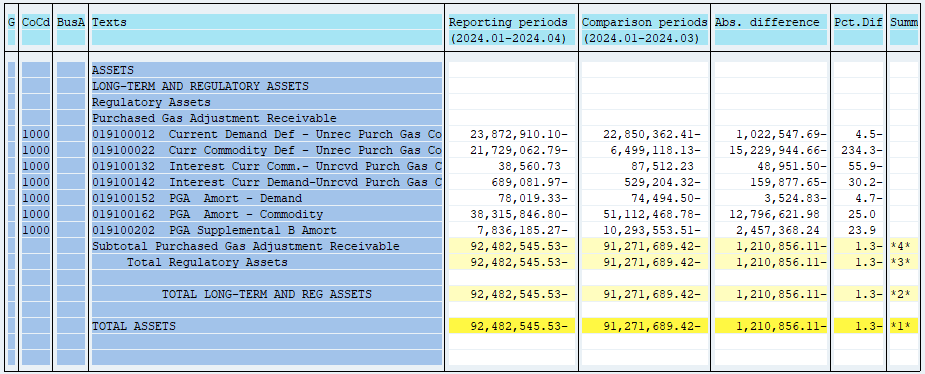 G CoCd BusA Texts Reporting periods Comparison periods Abs. difference Pct.Dif Summ
(2024.01-2024.04) (2024.01-2024.03)
ASSETS
LONG-TERM AND REGULATORY ASSETS
Regulatory Assets
Purchased Gas Adjustment Receivable
1000 019100012 Current Demand Def - Unrec Purch Gas Co 23,872,910.10- 22,850,362.41- 1,022,547.69- 4.5-
1000 019100022 Curr Commodity Def - Unrec Purch Gas Co 21,729,062.79- 6,499,118.13- 15,229,944.66- 234.3-
1000 019100132 Interest Curr Comm.- Unrcvd Purch Gas C 38,560.73 87,512.23 48,951.50- 55.9-
1000 019100142 Interest Curr Demand-Unrcvd Purch Gas C 689,081.97- 529,204.32- 159,877.65- 30.2-
1000 019100152 PGA Amort - Demand 78,019.33- 74,494.50- 3,524.83- 4.7-
1000 019100162 PGA Amort - Commodity 38,315,846.80- 51,112,468.78- 12,796,621.98 25.0
1000 019100202 PGA Supplemental B Amort 7,836,185.27- 10,293,553.51- 2,457,368.24 23.9
Subtotal Purchased Gas Adjustment Receivable 92,482,545.53- 91,271,689.42- 1,210,856.11- 1.3- *4*
Total Regulatory Assets 92,482,545.53- 91,271,689.42- 1,210,856.11- 1.3- *3*
TOTAL LONG-TERM AND REG ASSETS 92,482,545.53- 91,271,689.42- 1,210,856.11- 1.3- *2*
TOTAL ASSETS 92,482,545.53- 91,271,689.42- 1,210,856.11- 1.3- *1*